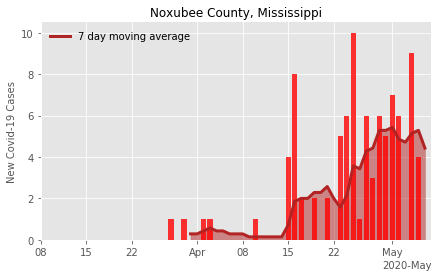 Noxubee County, Mississippi
7 day moving average
New Covid-19 Cases
10
8
6
4
2
0
08 15 22 Apr 08 15 22 May
2020-May